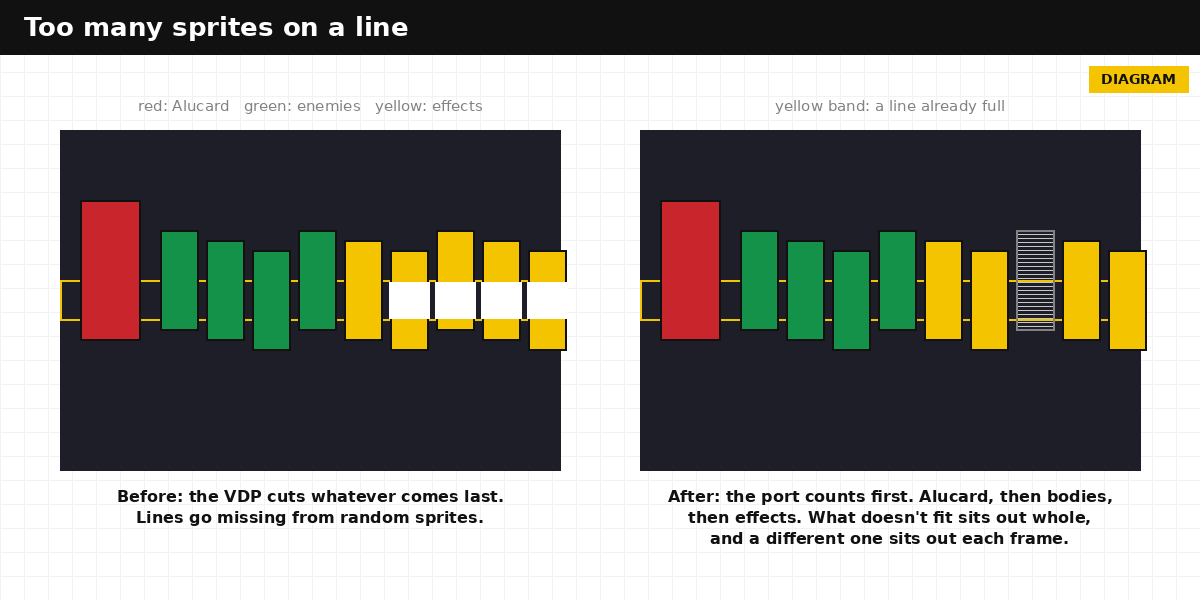 Too many sprites on a line
DIAGRAM
red: Alucard green: enemies yellow: effects
yellow band: a line already full
Before: the VDP cuts whatever comes last.
Lines go missing from random sprites.
After: the port counts first. Alucard, then bodies,
then effects. What doesn't fit sits out whole,
and a different one sits out each frame.